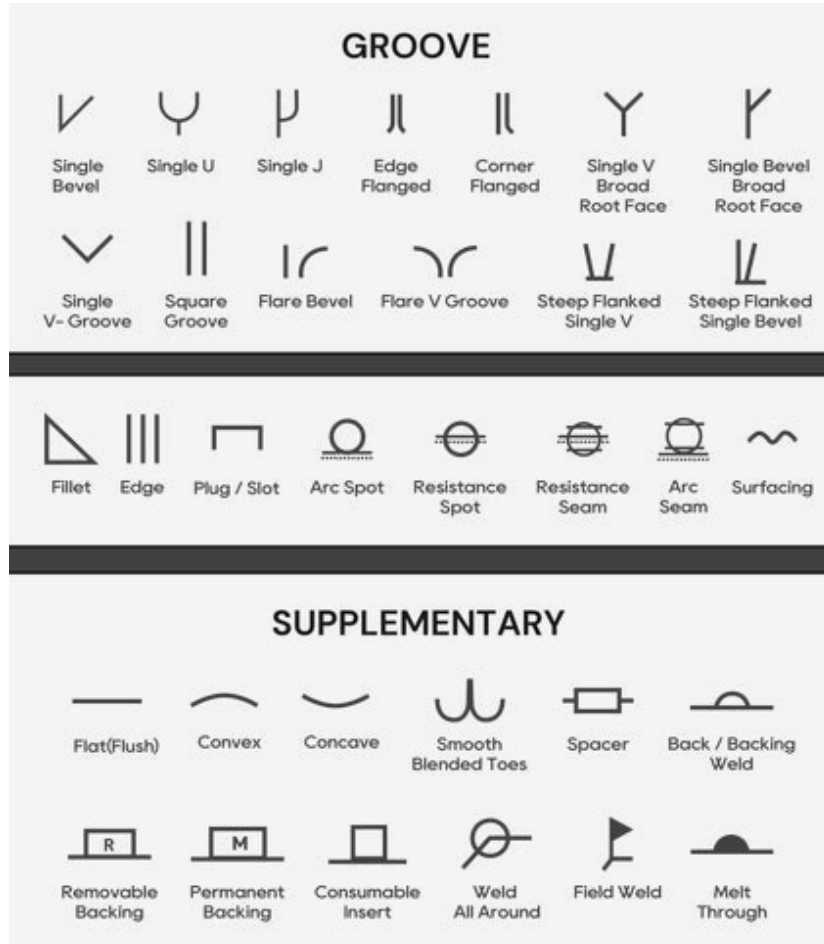 GROOVE
Single
Bevel
Single U
Single J
Edge
Flanged
Corner
Flanged
Single V
Broad
Root Face
Single Bevel
Broad
Root Face
Single
V- Groove
Square
Groove
Flare Bevel
Flare V Groove
Steep Flanked
Single V
Steep Flanked
Single Bevel
Fillet
Edge
Plug / Slot
Arc Spot
Resistance
Spot
Resistance
Seam
Arc
Seam
Surfacing
SUPPLEMENTARY
Flat(Flush)
Convex
Concave
Smooth
Blended Toes
Spacer
Back / Backing
Weld
R
Removable
Backing
M
Permanent
Backing
Consumable
Insert
Weld
All Around
Field Weld
Melt
Through